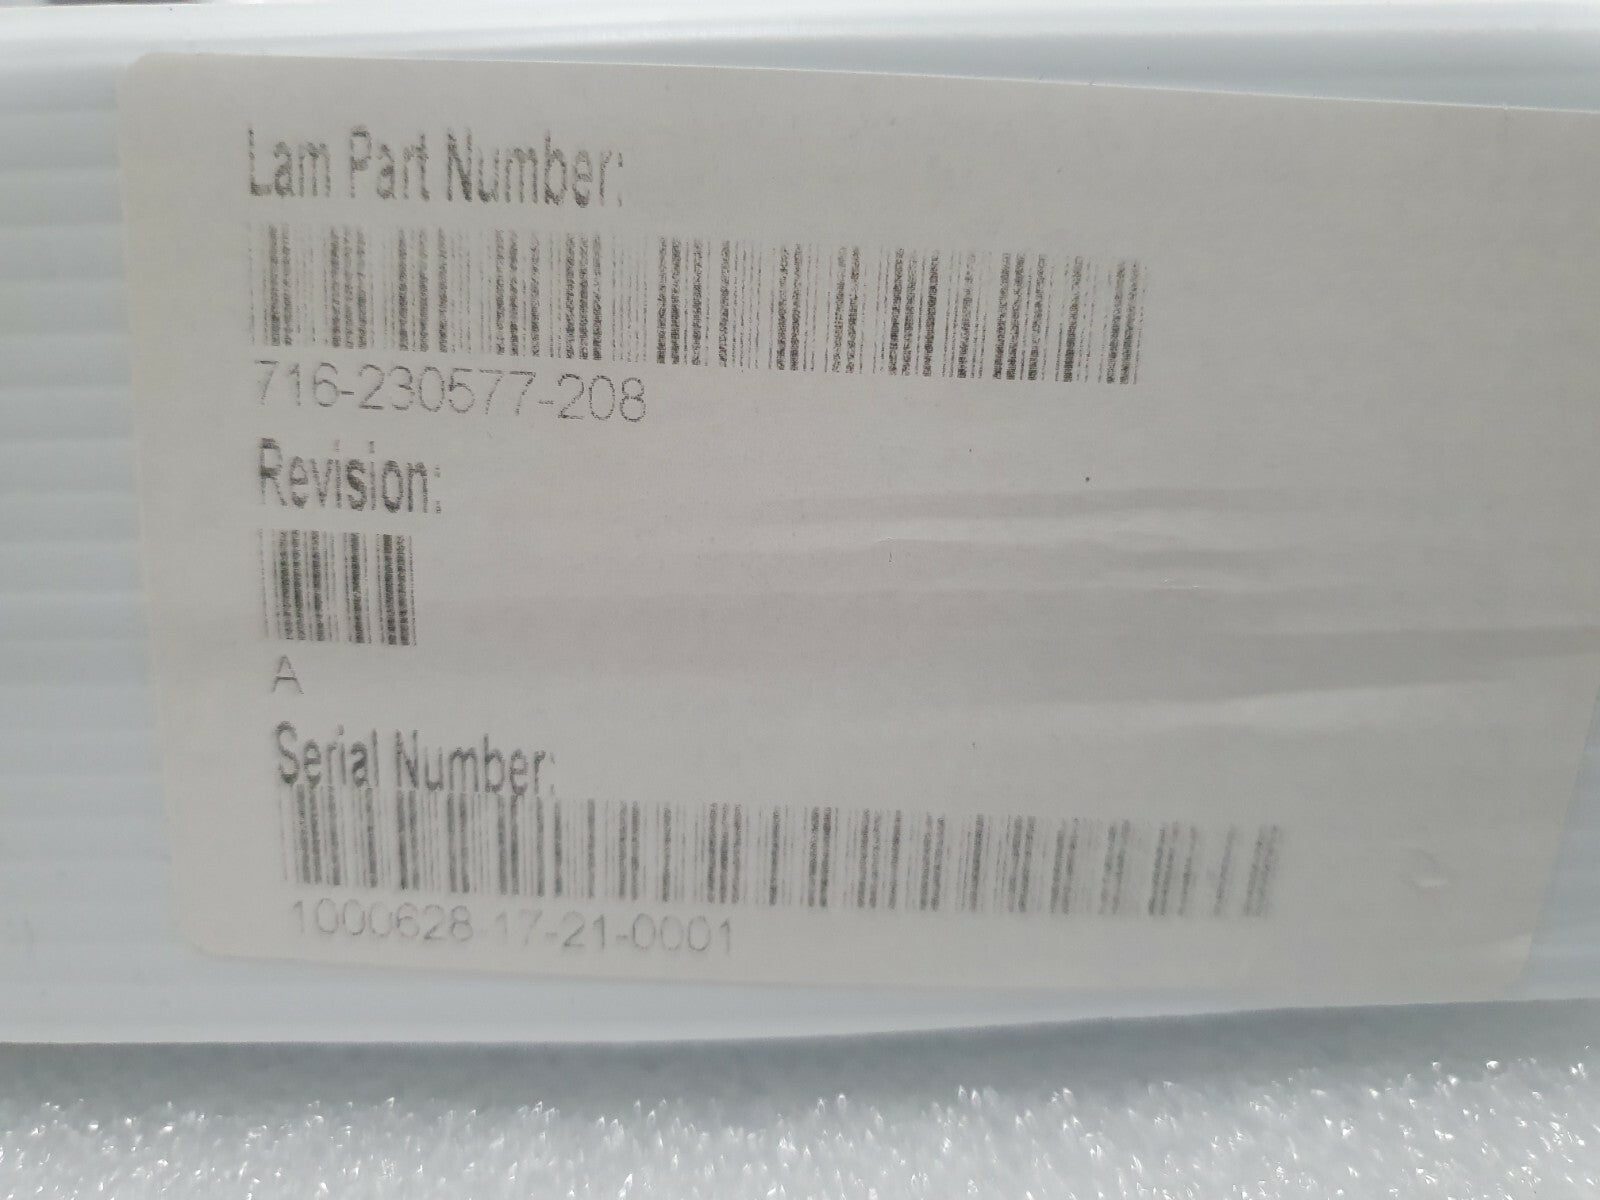 Lam Part Number:
716-230577-208
Revision:
A
Serial Number:
1000628-17-21-0001